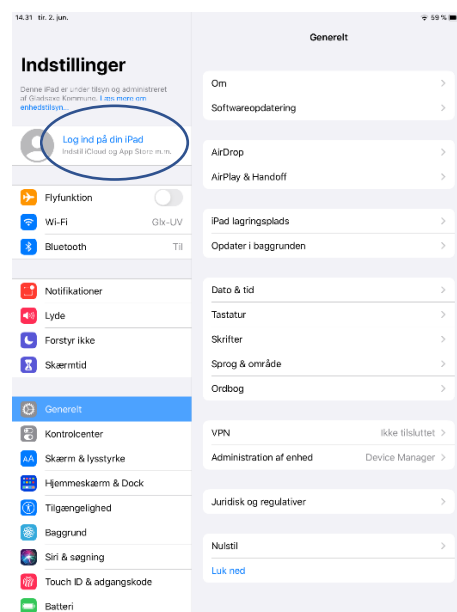 14.31 tir. 2. jun.
59 %
Indstillinger
Denne iPad er under tilsyn og administreret
af Gladsaxe Kommune. Læs mere om
enhedstilsyn...
Log ind på din iPad
Indstil iCloud og App Store m.m.
Flyfunktion
Wi-Fi Glx-UV
Bluetooth Til
Notifikationer
Lyde
Forstyr ikke
Skærmtid
Generelt
Kontrolcenter
AA Skærm & lysstyrke
Hjemmeskærm & Dock
Tilgængelighed
Baggrund
Siri & søgning
Touch ID & adgangskode
Batteri
Generelt
Om
Softwareopdatering
AirDrop
AirPlay & Handoff
iPad lagringsplads
Opdater i baggrunden
Dato & tid
Tastatur
Skrifter
Sprog & område
Ordbog
VPN Ikke tilsluttet
Administration af enhed Device Manager
Juridisk og regulativer
Nulstil
Luk ned